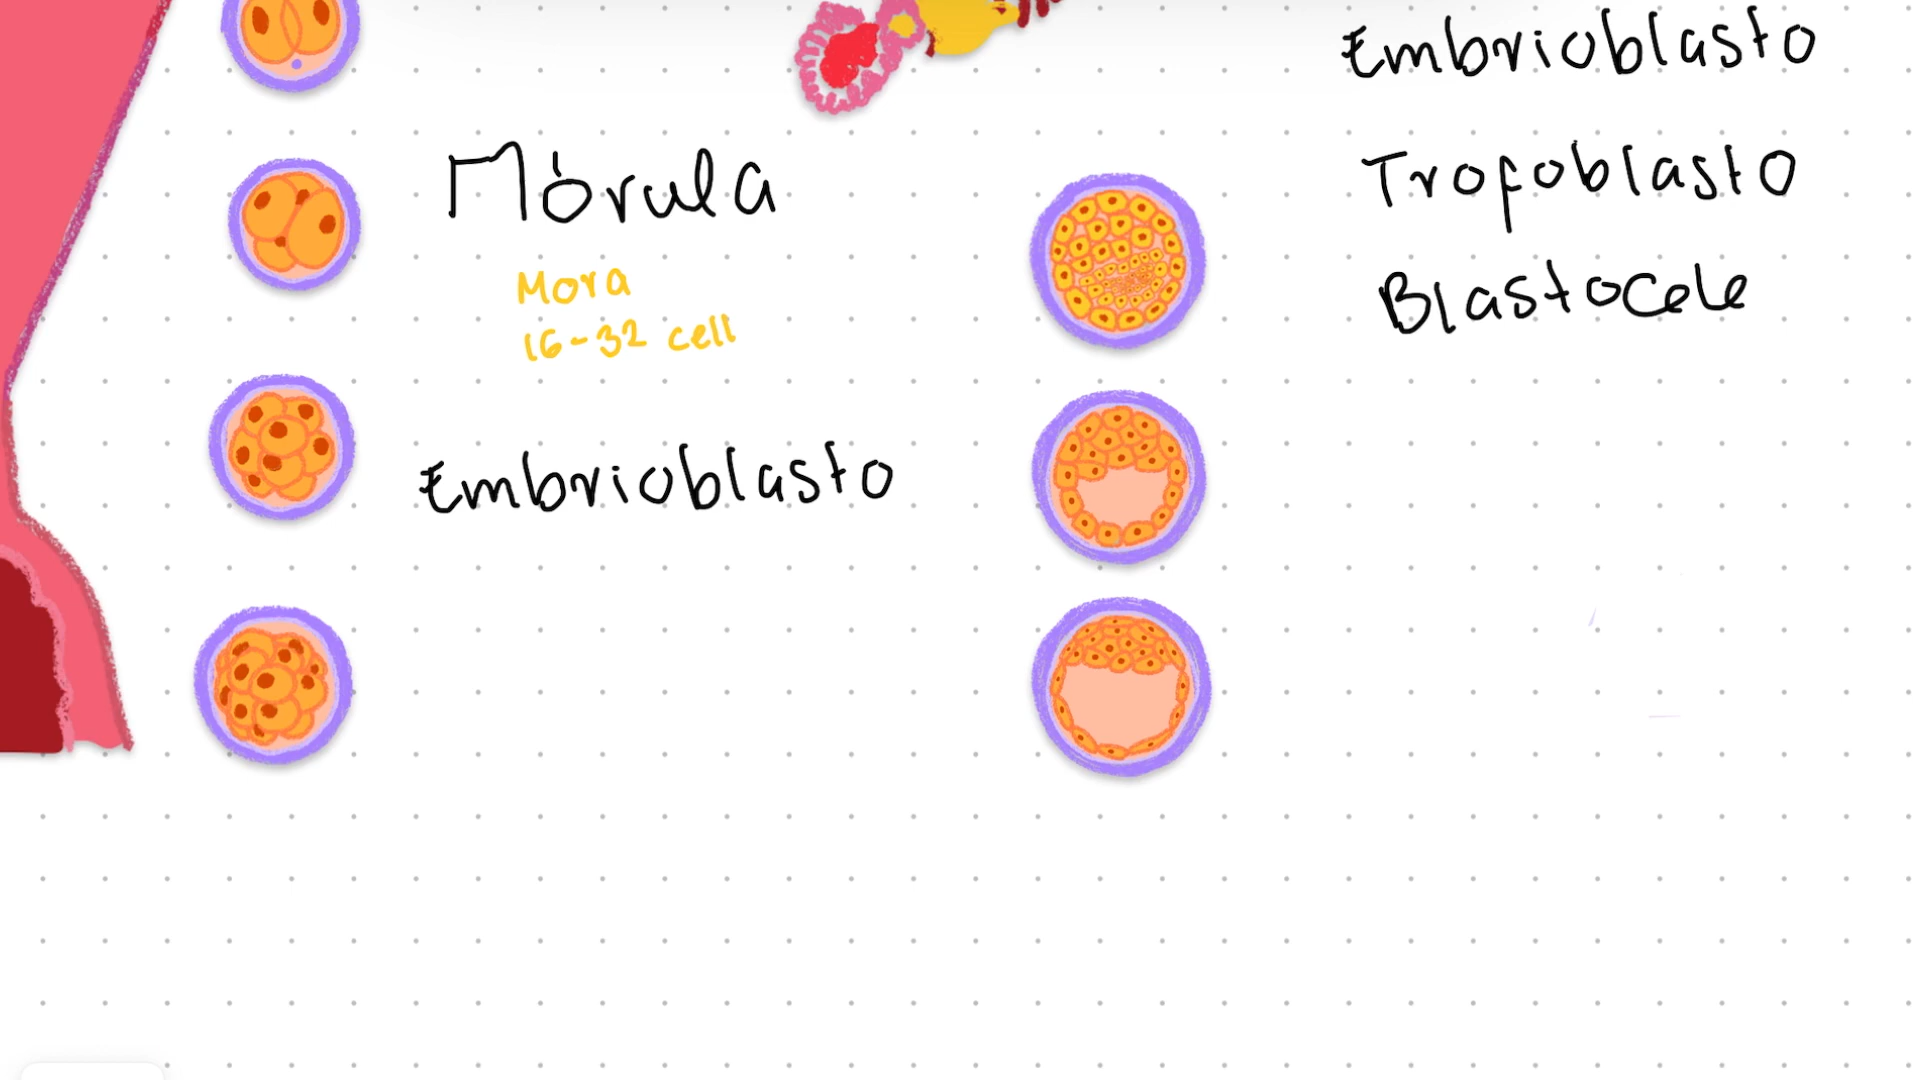 Mórula
Mora
16-32 cell
Embrioblasto
Embrioblasto
Trofoblasto
Blastocele